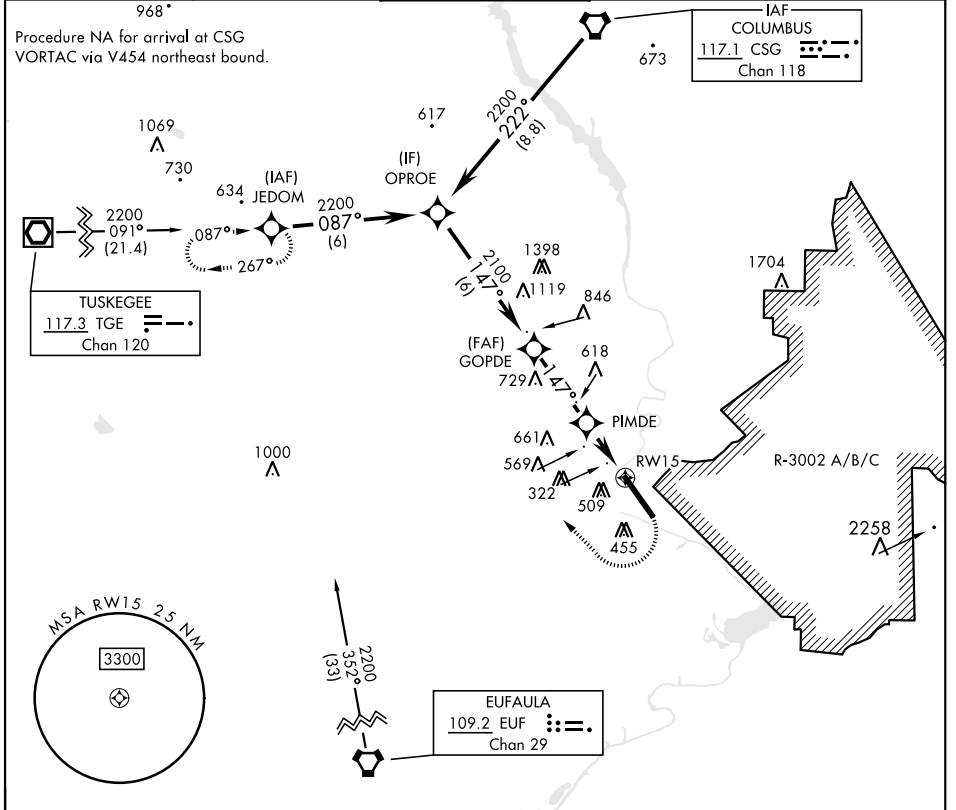 968
Procedure NA for arrival at CSG
VORTAC via V454 northeast bound.
IAF
COLUMBUS
117.1 CSG
Chan 118
673
2200
222°
(8.8)
617
1069
730
634
(IAF)
JEDOM
(IF)
OPROE
2200
091°
(21.4)
087°
267°
2200
087°
(6)
TUSKEGEE
117.3 TGE
Chan 120
2100
147°
(6)
1398
1119
846
1704
(FAF)
GOPDE
729
618
147°
PIMDE
661
569
322
509
RW15
455
R-3002 A/B/C
2258
1000
MSA RW15 25 NM
3300
2200
352°
(33)
EUFAULA
109.2 EUF
Chan 29